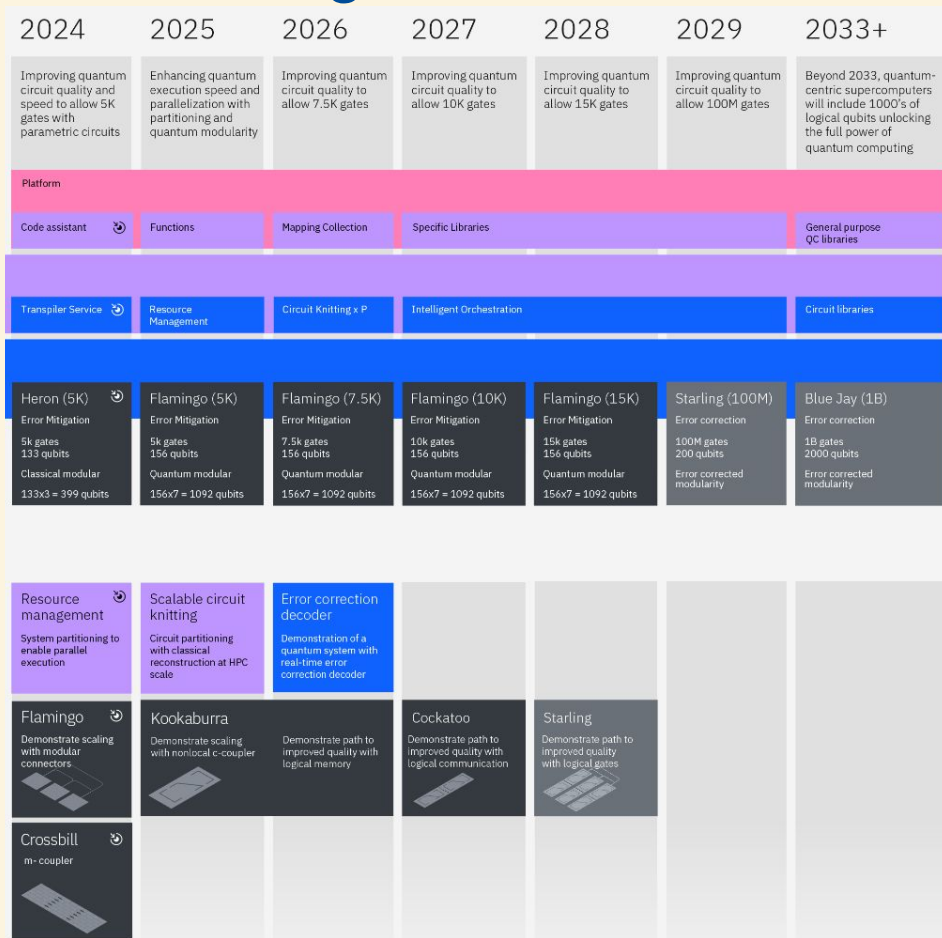 2024
2025
2026
2027
2028
2029
2033+
Improving quantum
circuit quality and
speed to allow 5K
gates with
parametric circuits
Enhancing quantum
execution speed and
parallelization with
partitioning and
quantum modularity
Improving quantum
circuit quality to
allow 7.5K gates
Improving quantum
circuit quality to
allow 10K gates
Improving quantum
circuit quality to
allow 15K gates
Improving quantum
circuit quality to
allow 100M gates
Beyond 2033, quantum-
centric supercomputers
will include 1000's of
logical qubits unlocking
the full power of
quantum computing
Platform
Code assistant
Functions
Mapping Collection
Specific Libraries
General purpose
QC libraries
Transpiler Service
Resource
Management
Circuit Knitting x P
Intelligent Orchestration
Circuit libraries
Heron (5K)
Error Mitigation
5k gates
133 qubits
Classical modular
133x3 = 399 qubits
Flamingo (5K)
Error Mitigation
5k gates
156 qubits
Quantum modular
156x7 = 1092 qubits
Flamingo (7.5K)
Error Mitigation
7.5k gates
156 qubits
Quantum modular
156x7 = 1092 qubits
Flamingo (10K)
Error Mitigation
10k gates
156 qubits
Quantum modular
156x7 = 1092 qubits
Flamingo (15K)
Error Mitigation
15k gates
156 qubits
Quantum modular
156x7 = 1092 qubits
Starling (100M)
Error correction
100M gates
200 qubits
Error corrected
modularity
Blue Jay (1B)
Error correction
1B gates
2000 qubits
Error corrected
modularity
Resource
management
System partitioning to
enable parallel
execution
Scalable circuit
knitting
Circuit partitioning
with classical
reconstruction at HPC
scale
Error correction
decoder
Demonstration of a
quantum system with
real-time error
correction decoder
Flamingo
Demonstrate scaling
with modular
connectors
Kookaburra
Demonstrate scaling
with nonlocal c-coupler
Demonstrate path to
improved quality with
logical memory
Cockatoo
Demonstrate path to
improved quality with
logical communication
Starling
Demonstrate path to
improved quality
with logical gates
Crossbill
m- coupler